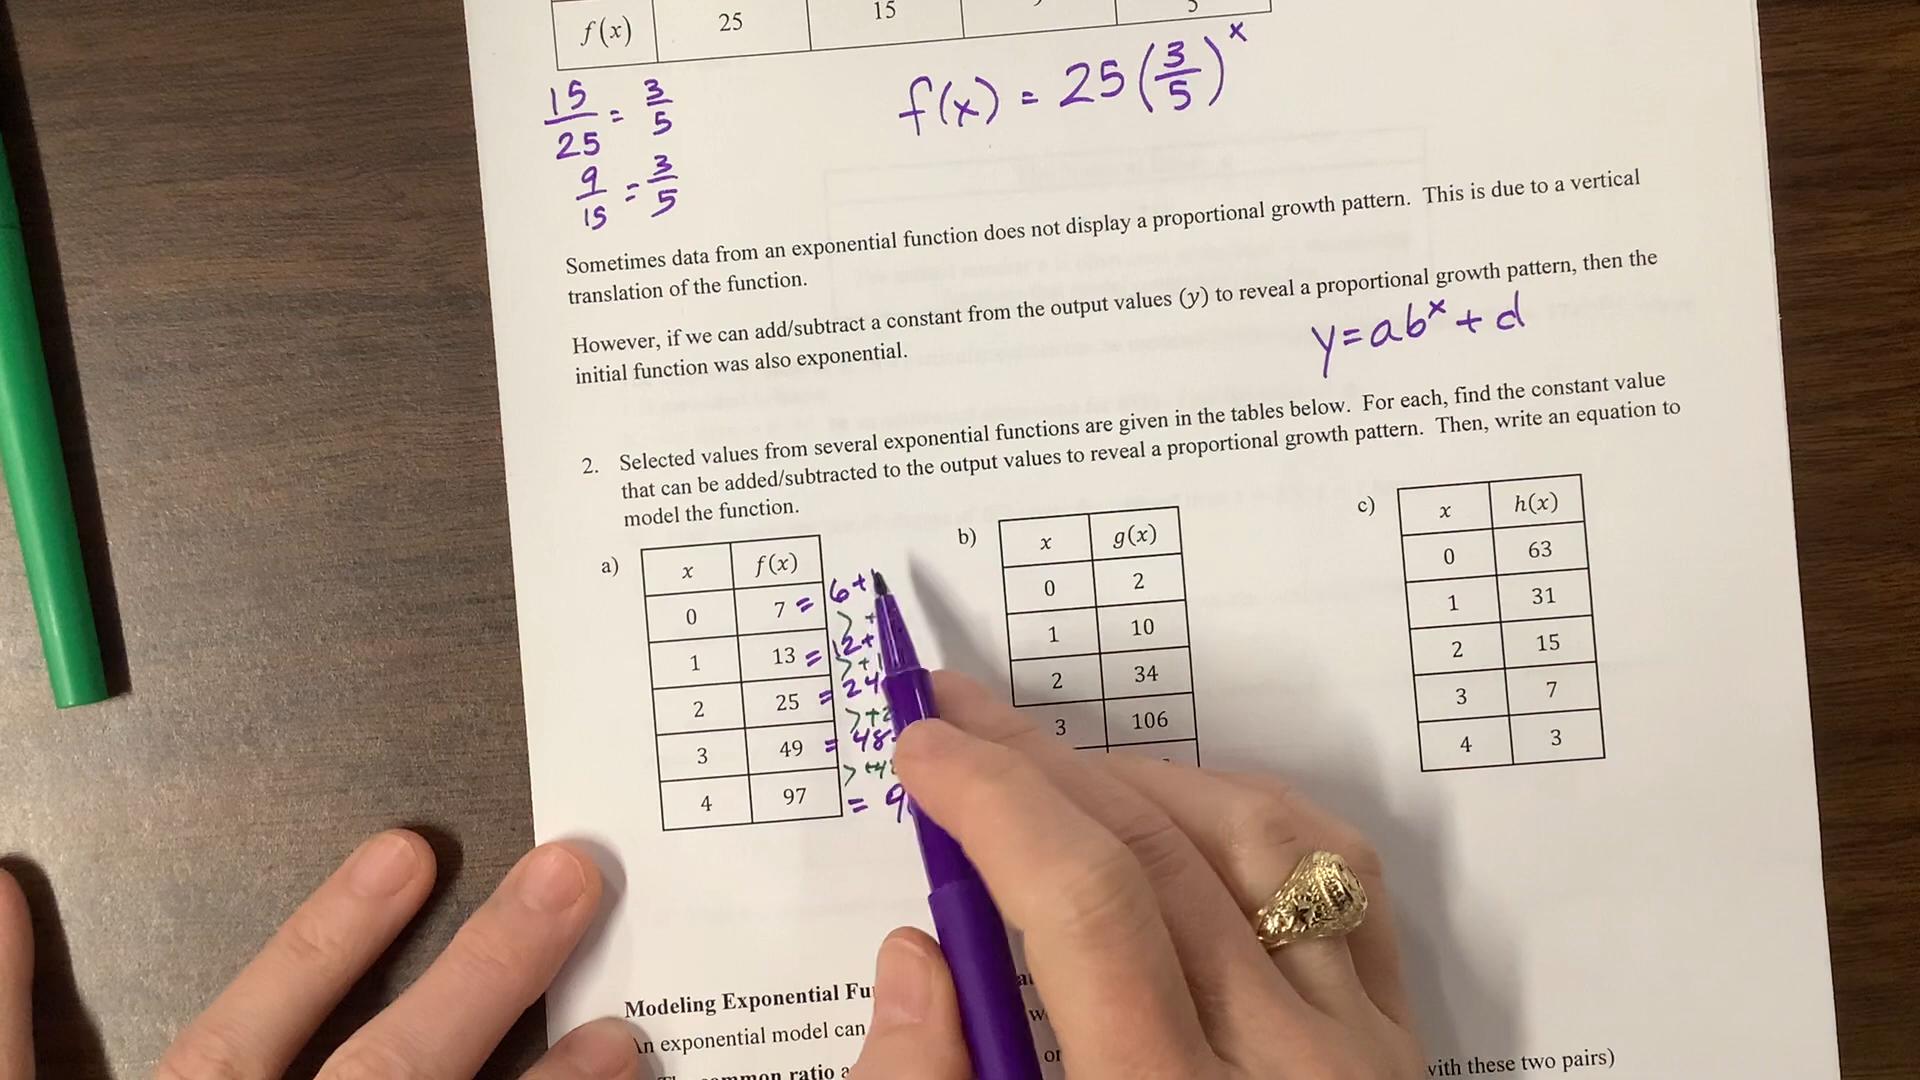 f(x) 25 15
15/25 = 3/5
f(x) = 25(3/5)^x
9/15 = 3/5
Sometimes data from an exponential function does not display a proportional growth pattern. This is due to a vertical
translation of the function.
However, if we can add/subtract a constant from the output values (y) to reveal a proportional growth pattern, then the
initial function was also exponential.
y=ab^x + d
2. Selected values from several exponential functions are given in the tables below. For each, find the constant value
that can be added/subtracted to the output values to reveal a proportional growth pattern. Then, write an equation to
model the function.
a)
x f(x)
0 7 = 6+
1 13 = 12+
2 25 = 24
3 49 = 48
4 97 =
b)
x g(x)
0 2
1 10
2 34
3 106
c)
x h(x)
0 63
1 31
2 15
3 7
4 3
Modeling Exponential
An exponential model can
or
common ratio
with these two pairs)